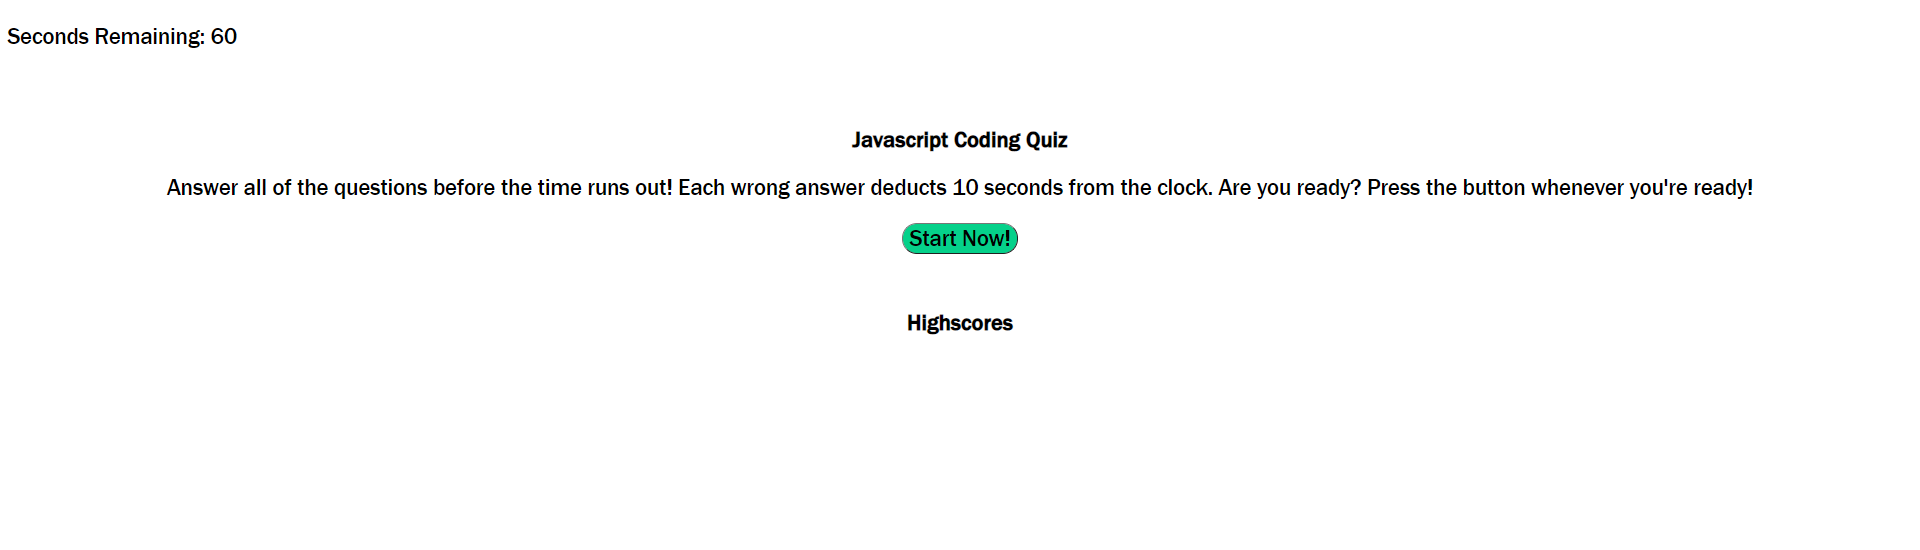 Seconds Remaining: 60
Javascript Coding Quiz
Answer all of the questions before the time runs out! Each wrong answer deducts 10 seconds from the clock. Are you ready? Press the button whenever you're ready!
Start Now!
Highscores